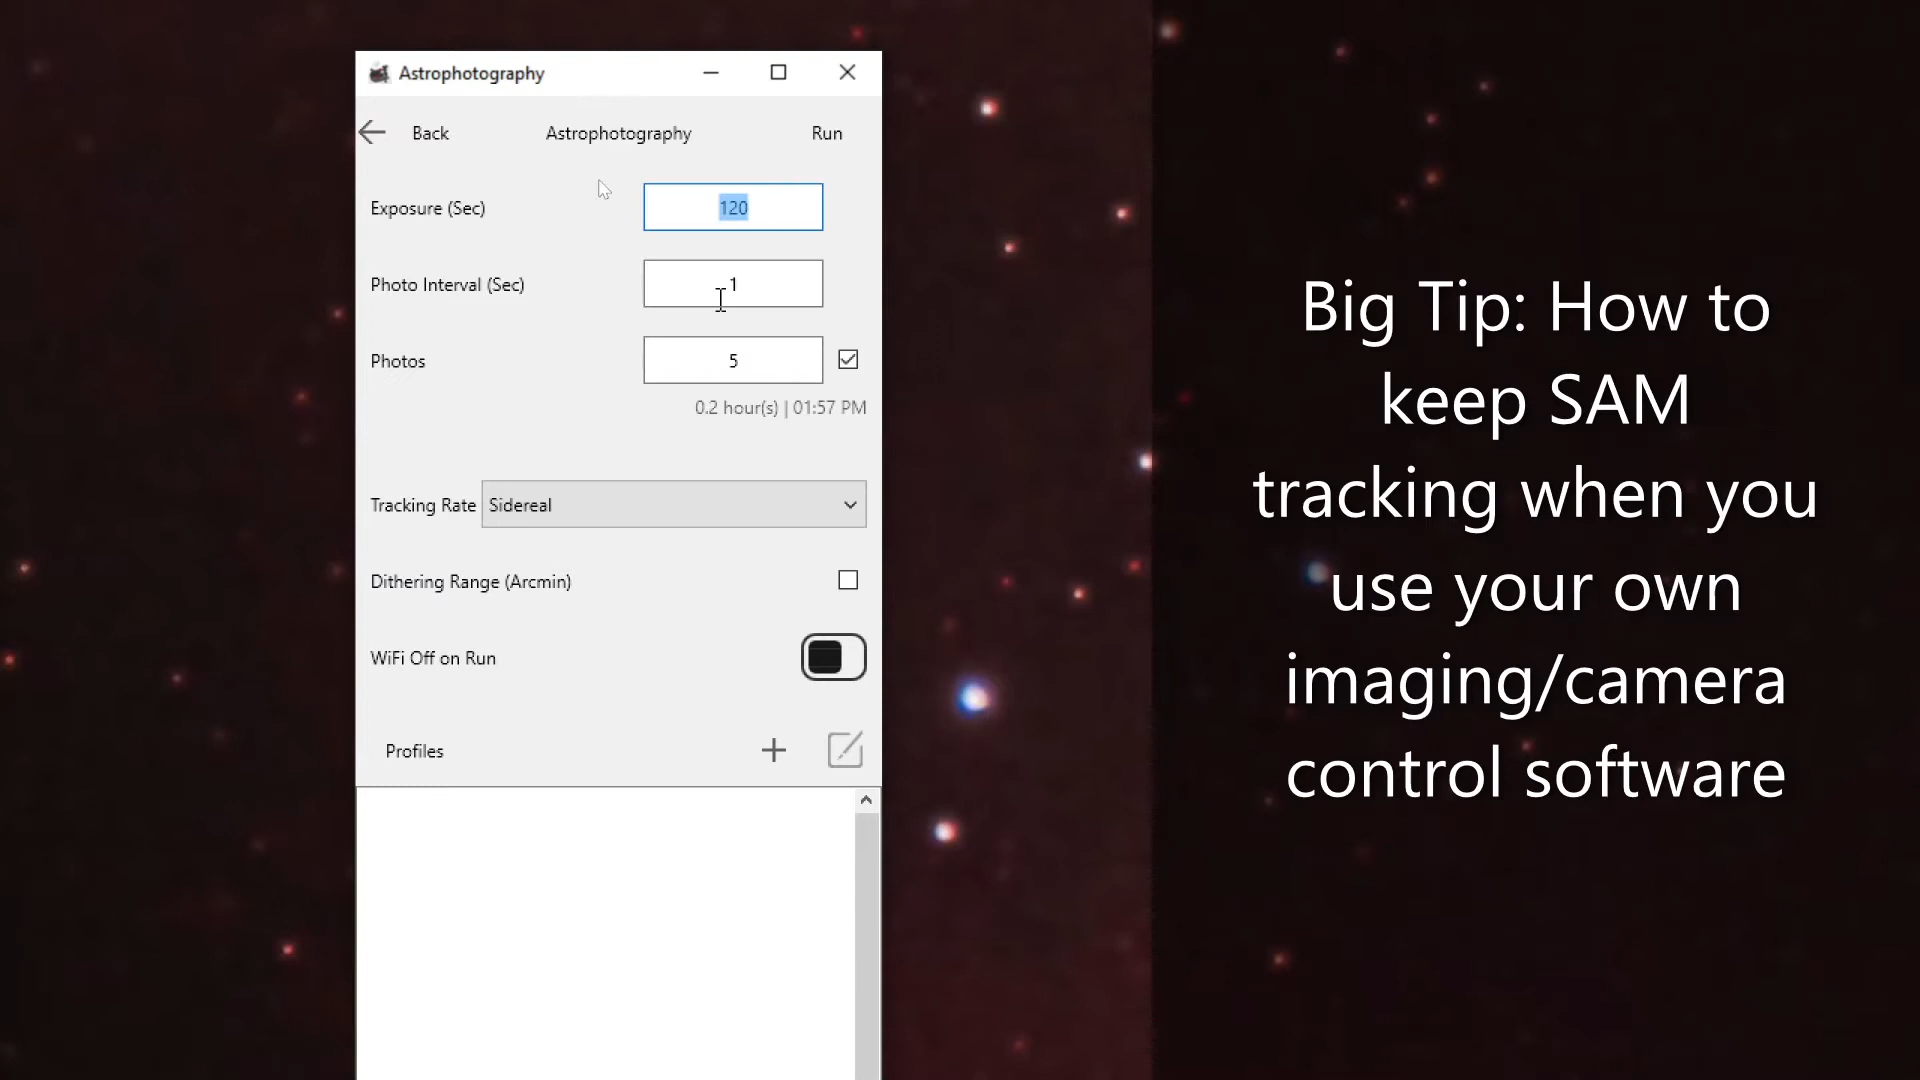 Astrophotography
Back
Astrophotography
Run
Exposure (Sec)
120
Photo Interval (Sec)
1
Photos
5
0.2 hour(s) | 01:57 PM
Tracking Rate
Sidereal
Dithering Range (Arcmin)
WiFi Off on Run
Profiles
Big Tip: How to
keep SAM
tracking when you
use your own
imaging/camera
control software